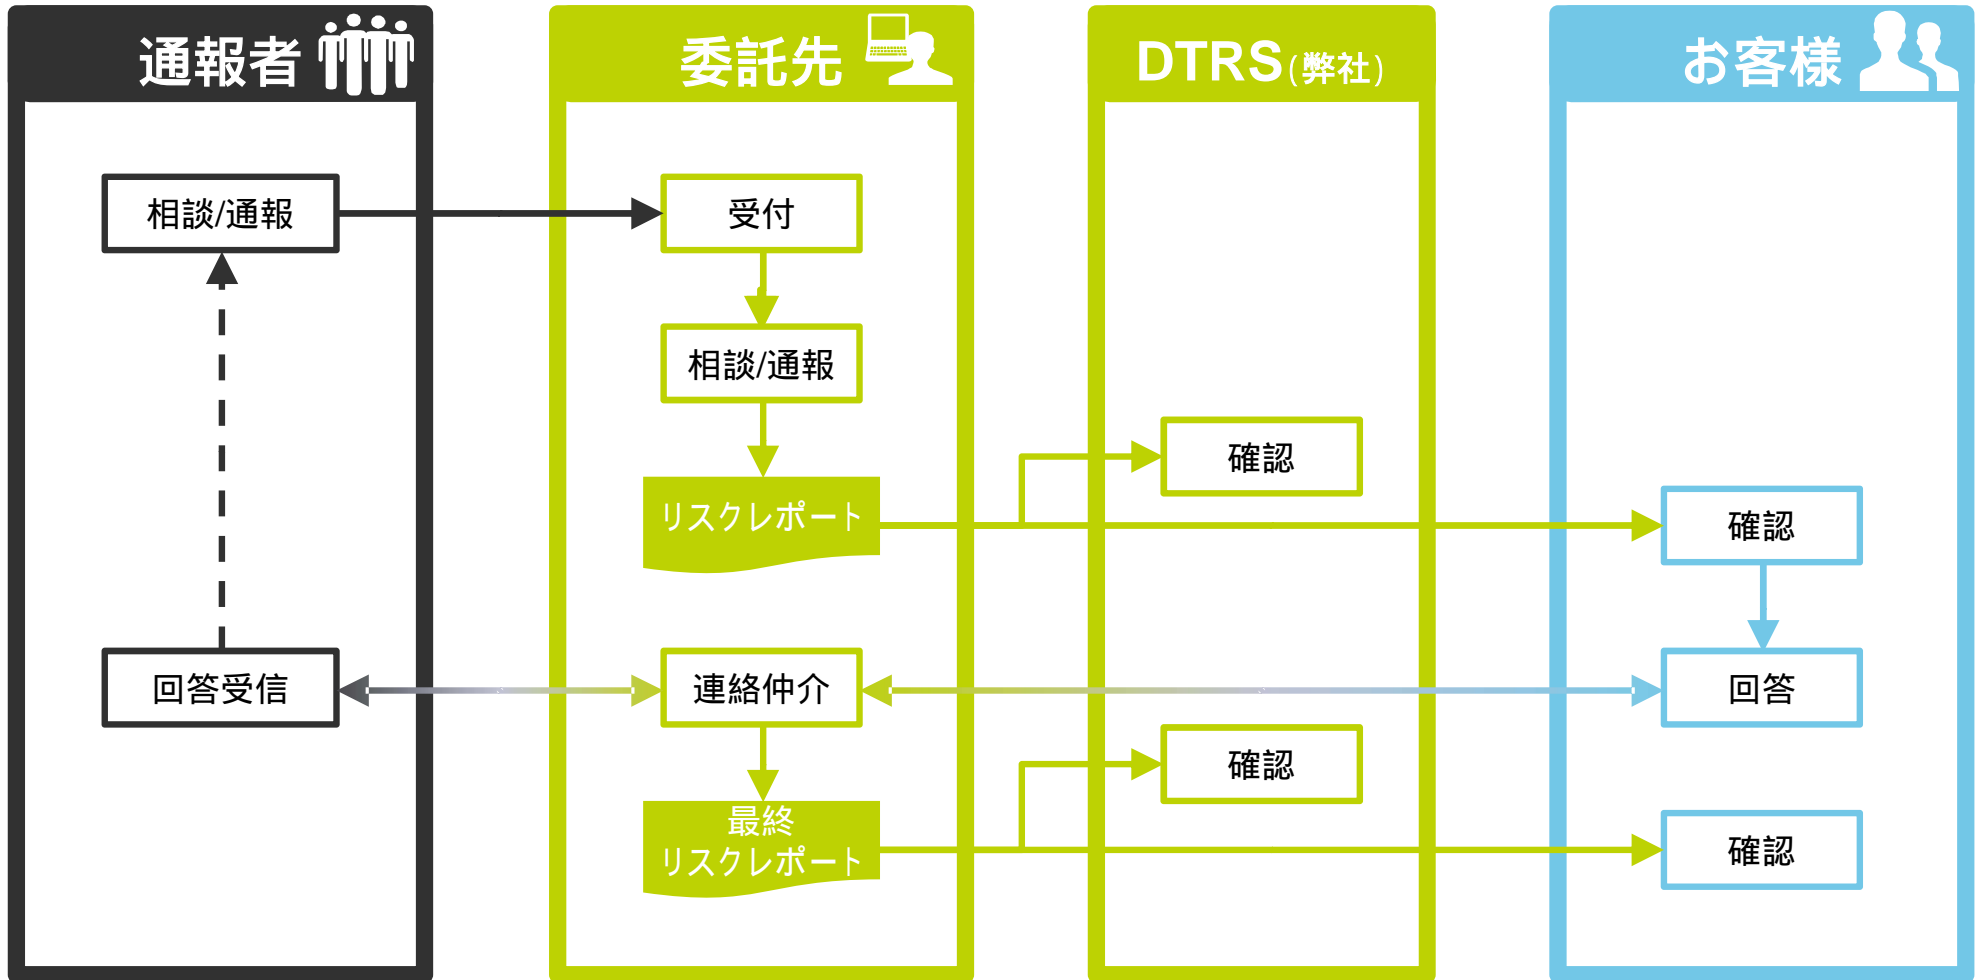 通報者
委託先
DTRS(弊社)
お客様
相談/通報
受付
相談/通報
確認
リスクレポート
確認
回答受信
連絡仲介
回答
確認
最終
リスクレポート
確認